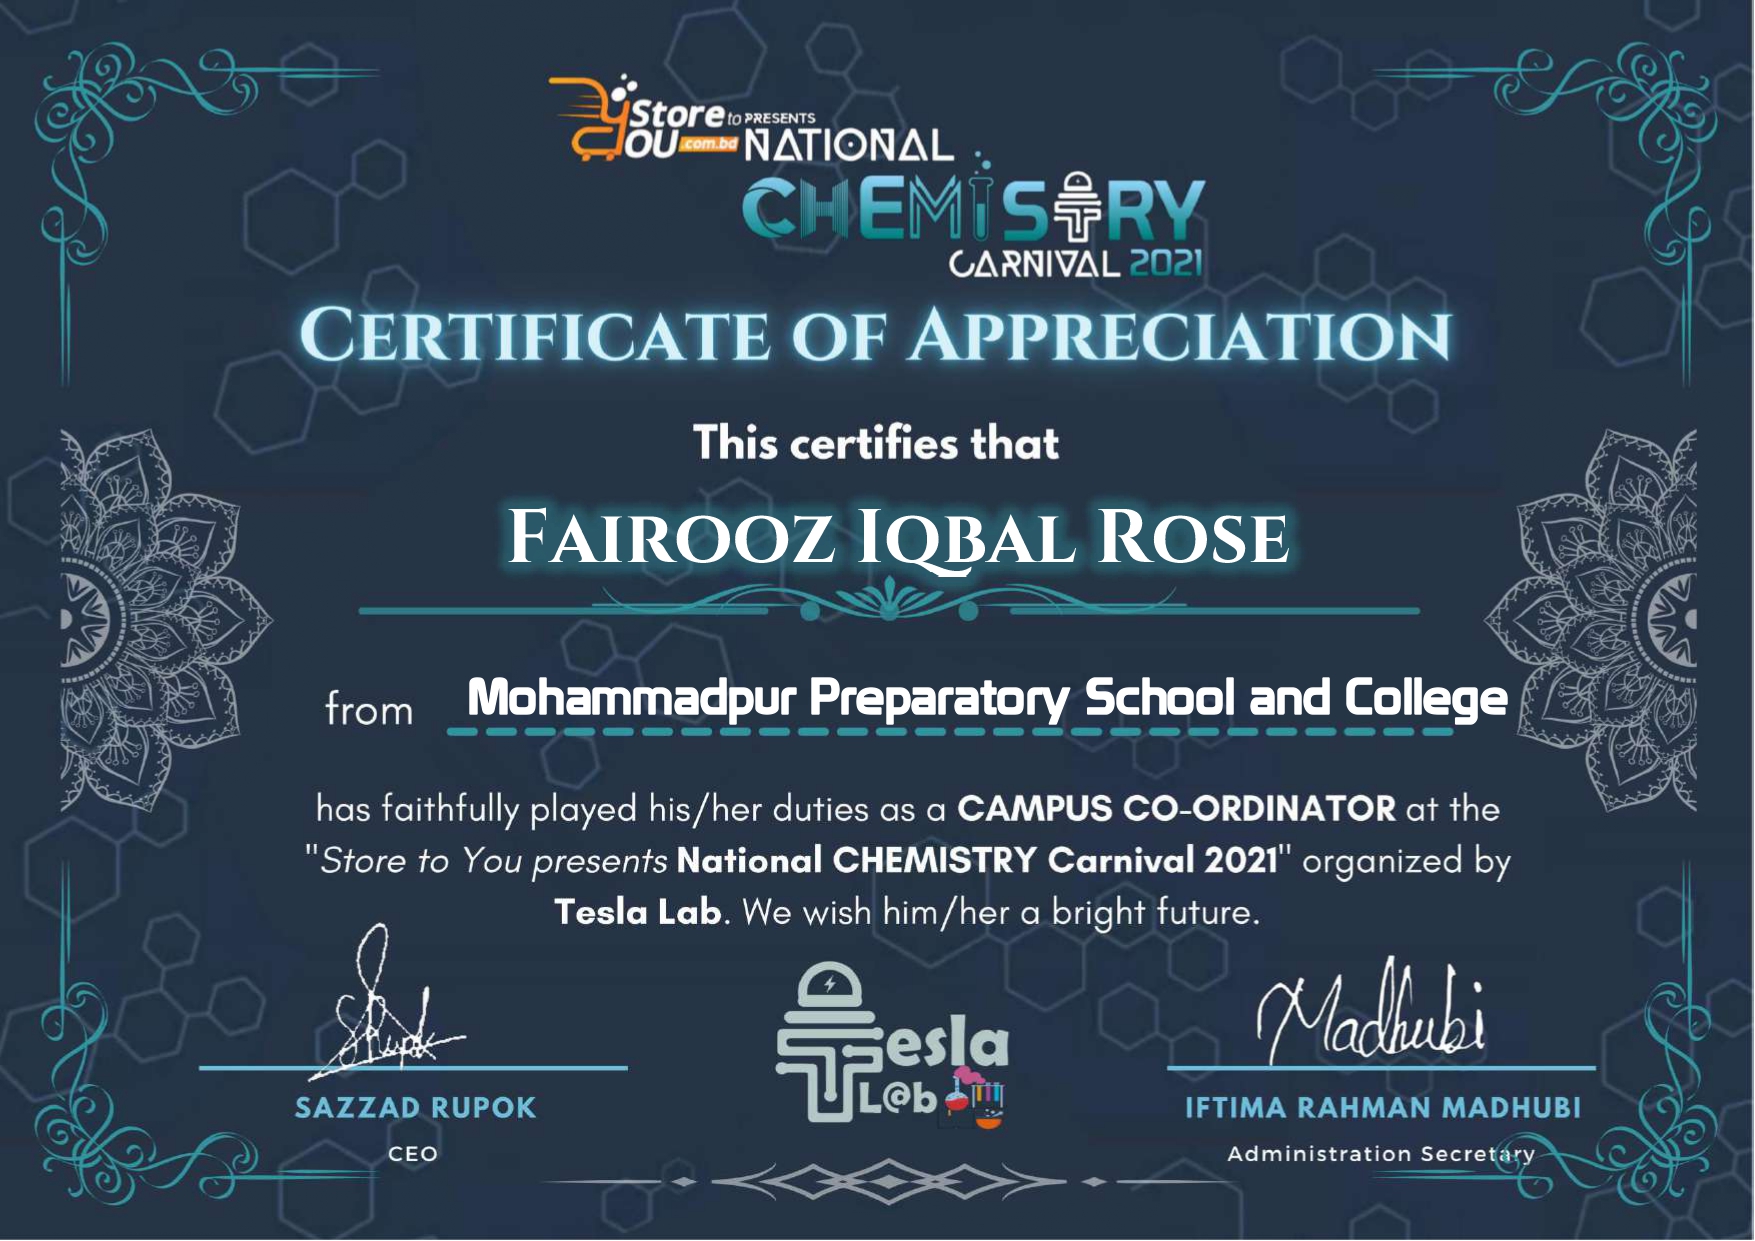 Store to PRESENTS
YOU .com.bd NATIONAL
CHEMISTRY
CARNIVAL 2021
CERTIFICATE OF APPRECIATION
This certifies that
FAIROOZ IQBAL ROSE
from Mohammadpur Preparatory School and College
has faithfully played his/her duties as a CAMPUS CO-ORDINATOR at the
"Store to You presents National CHEMISTRY Carnival 2021" organized by
Tesla Lab. We wish him/her a bright future.
Rupok
Madhubi
Tesla
L@b
SAZZAD RUPOK
CEO
IFTIMA RAHMAN MADHUBI
Administration Secretary